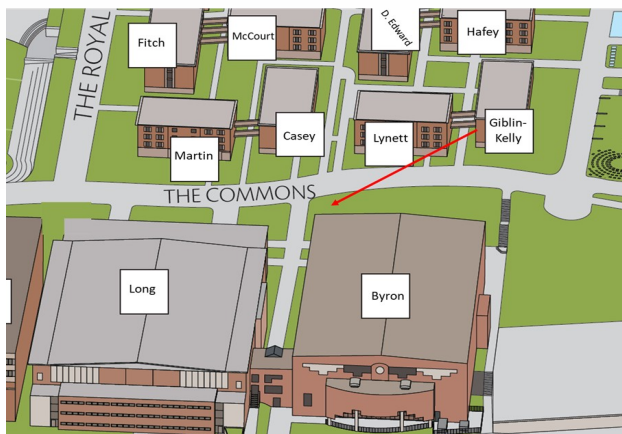 D. Edward
Hafey
Fitch
McCourt
THE ROYAL
Martin
Casey
Lynett
Giblin-
Kelly
THE COMMONS
Long
Byron